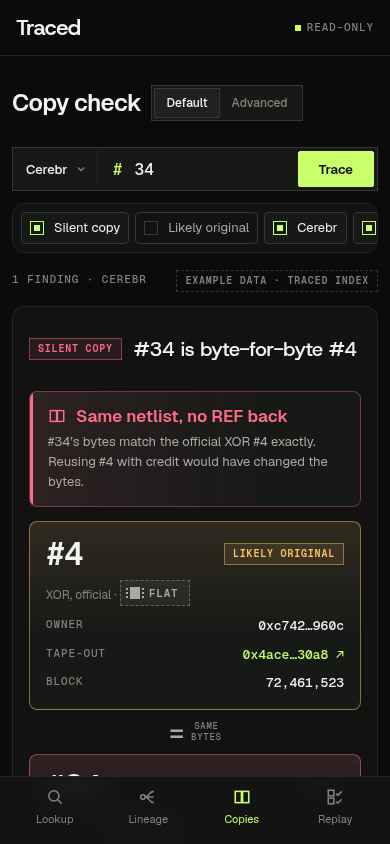 Traced
READ-ONLY
Copy check
Default
Advanced
Cerebr
# 34
Trace
Silent copy
Likely original
Cerebr
1 FINDING · CEREBR
EXAMPLE DATA · TRACED INDEX
SILENT COPY
#34 is byte-for-byte #4
Same netlist, no REF back
#34's bytes match the official XOR #4 exactly.
Reusing #4 with credit would have changed the
bytes.
#4
LIKELY ORIGINAL
XOR, official ·
FLAT
OWNER
0xc742…960c
TAPE-OUT
0x4ace…30a8 ↗
BLOCK
72,461,523
= SAME
BYTES
Lookup
Lineage
Copies
Replay